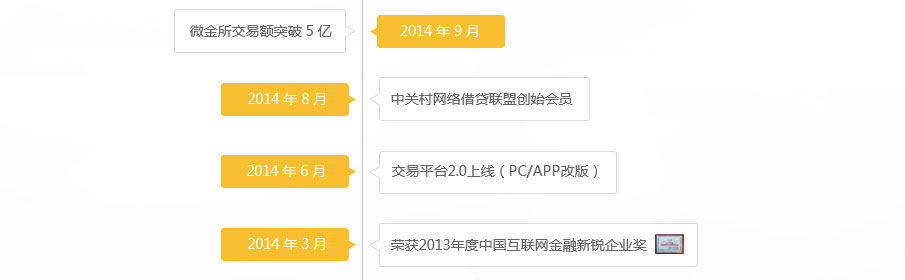 微金所交易额突破 5 亿
2014 年 9 月
2014 年 8 月
中关村网络借贷联盟创始会员
2014 年 6 月
交易平台2.0上线（PC/APP改版）
2014 年 3 月
荣获2013年度中国互联网金融新锐企业奖